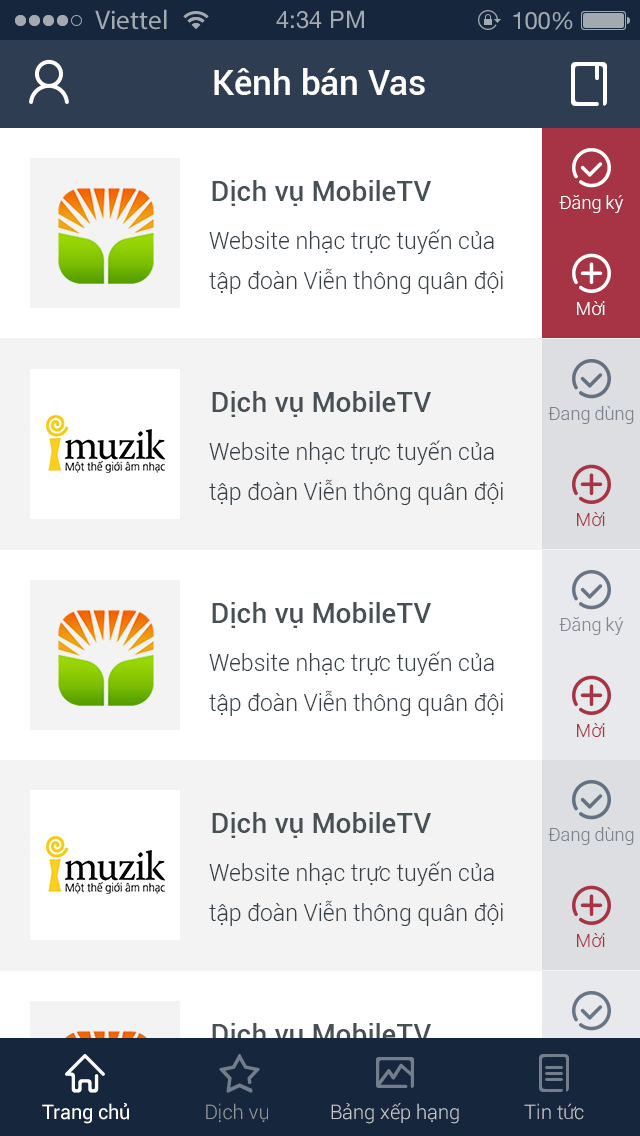 Viettel 4:34 PM 100%
Kênh bán Vas
Dịch vụ MobileTV
Website nhạc trực tuyến của
tập đoàn Viễn thông quân đội
Đăng ký
Mời
imuzik
Một thế giới âm nhạc
Dịch vụ MobileTV
Website nhạc trực tuyến của
tập đoàn Viễn thông quân đội
Đang dùng
Mời
Dịch vụ MobileTV
Website nhạc trực tuyến của
tập đoàn Viễn thông quân đội
Đăng ký
Mời
imuzik
Một thế giới âm nhạc
Dịch vụ MobileTV
Website nhạc trực tuyến của
tập đoàn Viễn thông quân đội
Đang dùng
Mời
Dịch vụ MobileTV
Trang chủ Dịch vụ Bảng xếp hạng Tin tức